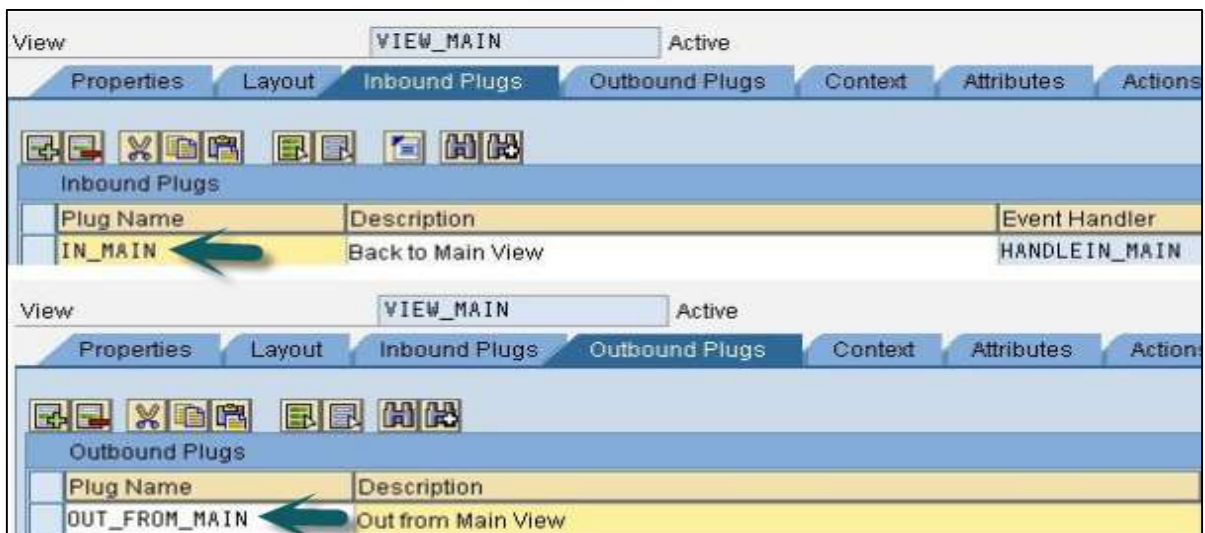 View VIEW_MAIN Active
Properties Layout Inbound Plugs Outbound Plugs Context Attributes Actions
Inbound Plugs
Plug Name Description Event Handler
IN_MAIN Back to Main View HANDLEIN_MAIN
View VIEW_MAIN Active
Properties Layout Inbound Plugs Outbound Plugs Context Attributes Action
Outbound Plugs
Plug Name Description
OUT_FROM_MAIN Out from Main View